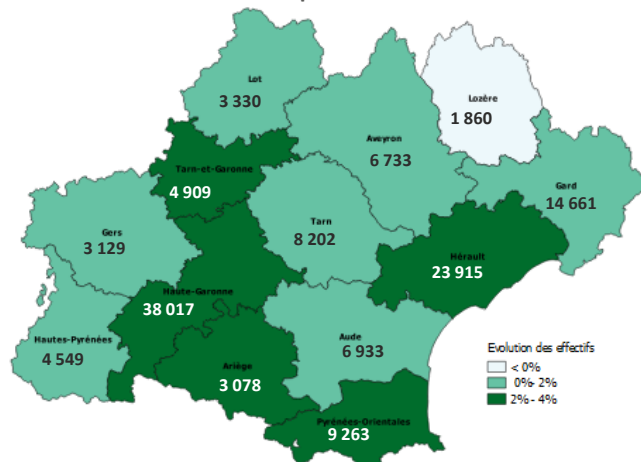 Lot
3 330
Lozère
1 860
Aveyron
6 733
Tarn-et-Garonne
4 909
Gard
14 661
Gers
3 129
Tarn
8 202
Hérault
23 915
Haute-Garonne
38 017
Hautes-Pyrénées
4 549
Aude
6 933
Ariège
3 078
Pyrénées-Orientales
9 263
Evolution des effectifs
< 0%
0%- 2%
2%- 4%